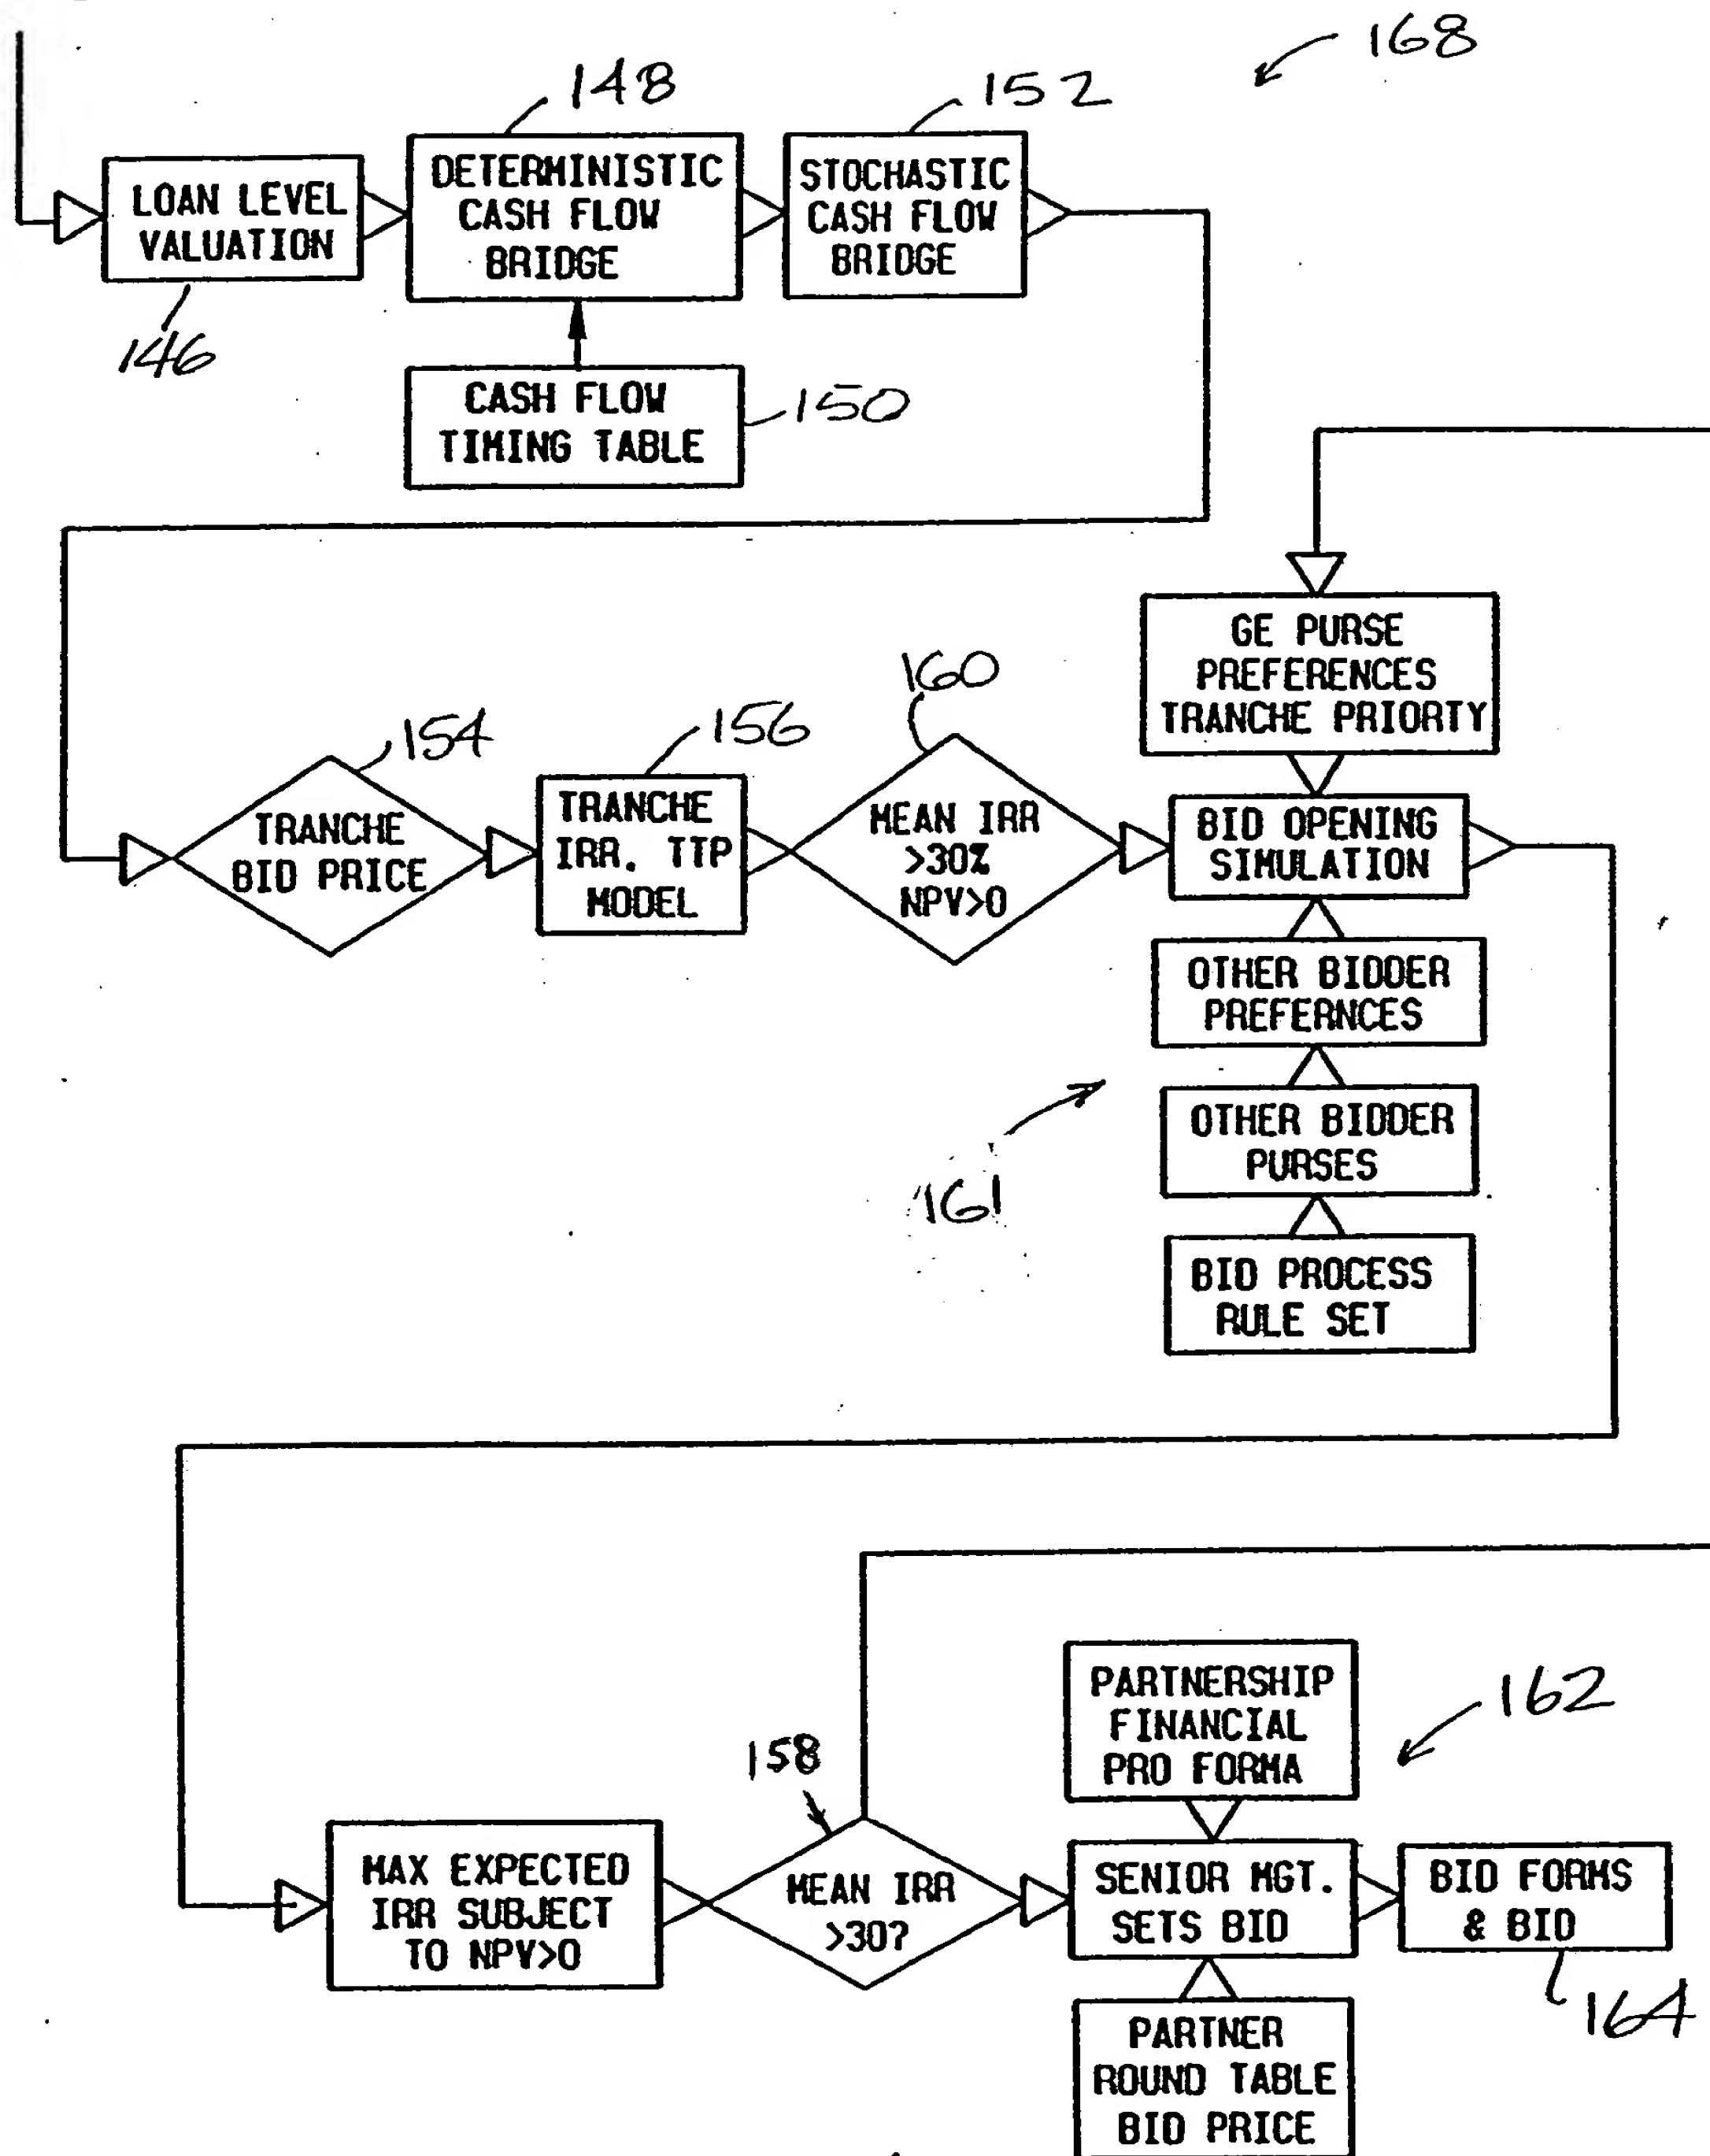 168
148
152
LOAN LEVEL
VALUATION
DETERMINISTIC
CASH FLOW
BRIDGE
STOCHASTIC
CASH FLOW
BRIDGE
146
CASH FLOW
TIMING TABLE
150
GE PURSE
PREFERENCES
TRANCHE PRIORTY
154
156
160
TRANCHE
BID PRICE
TRANCHE
IRR. TTP
MODEL
MEAN IRR
>30%
NPV>0
BID OPENING
SIMULATION
OTHER BIDDER
PREFERNCES
OTHER BIDDER
PURSES
161
BID PROCESS
RULE SET
PARTNERSHIP
FINANCIAL
PRO FORMA
162
158
MAX EXPECTED
IRR SUBJECT
TO NPV>0
MEAN IRR
>30?
SENIOR MGT.
SETS BID
BID FORMS
& BID
164
PARTNER
ROUND TABLE
BID PRICE